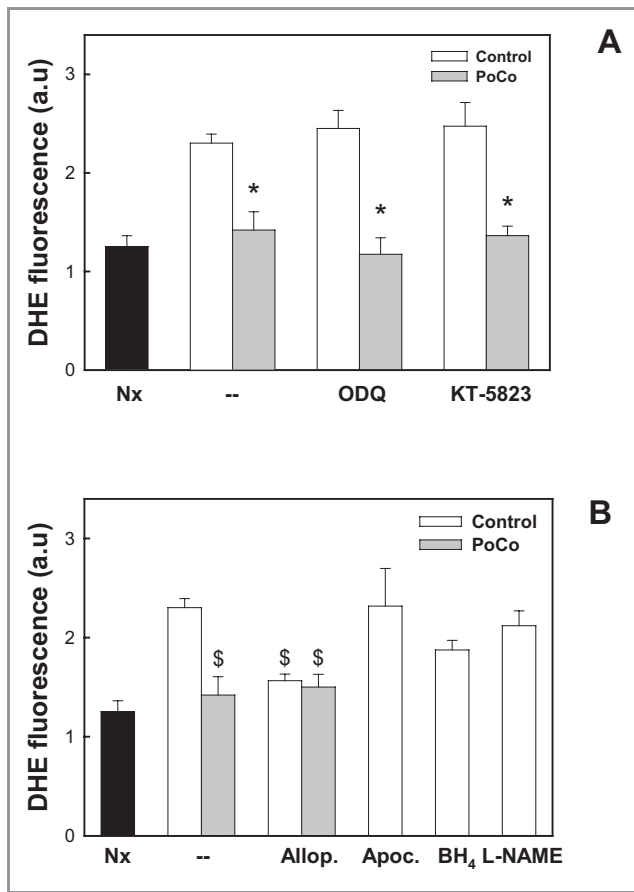 A
Control
PoCo
DHE fluorescence (a.u)
3
2
1
0
* * *
Nx -- ODQ KT-5823
B
Control
PoCo
DHE fluorescence (a.u)
3
2
1
0
$ $ $
Nx -- Allop. Apoc. BH₄ L-NAME